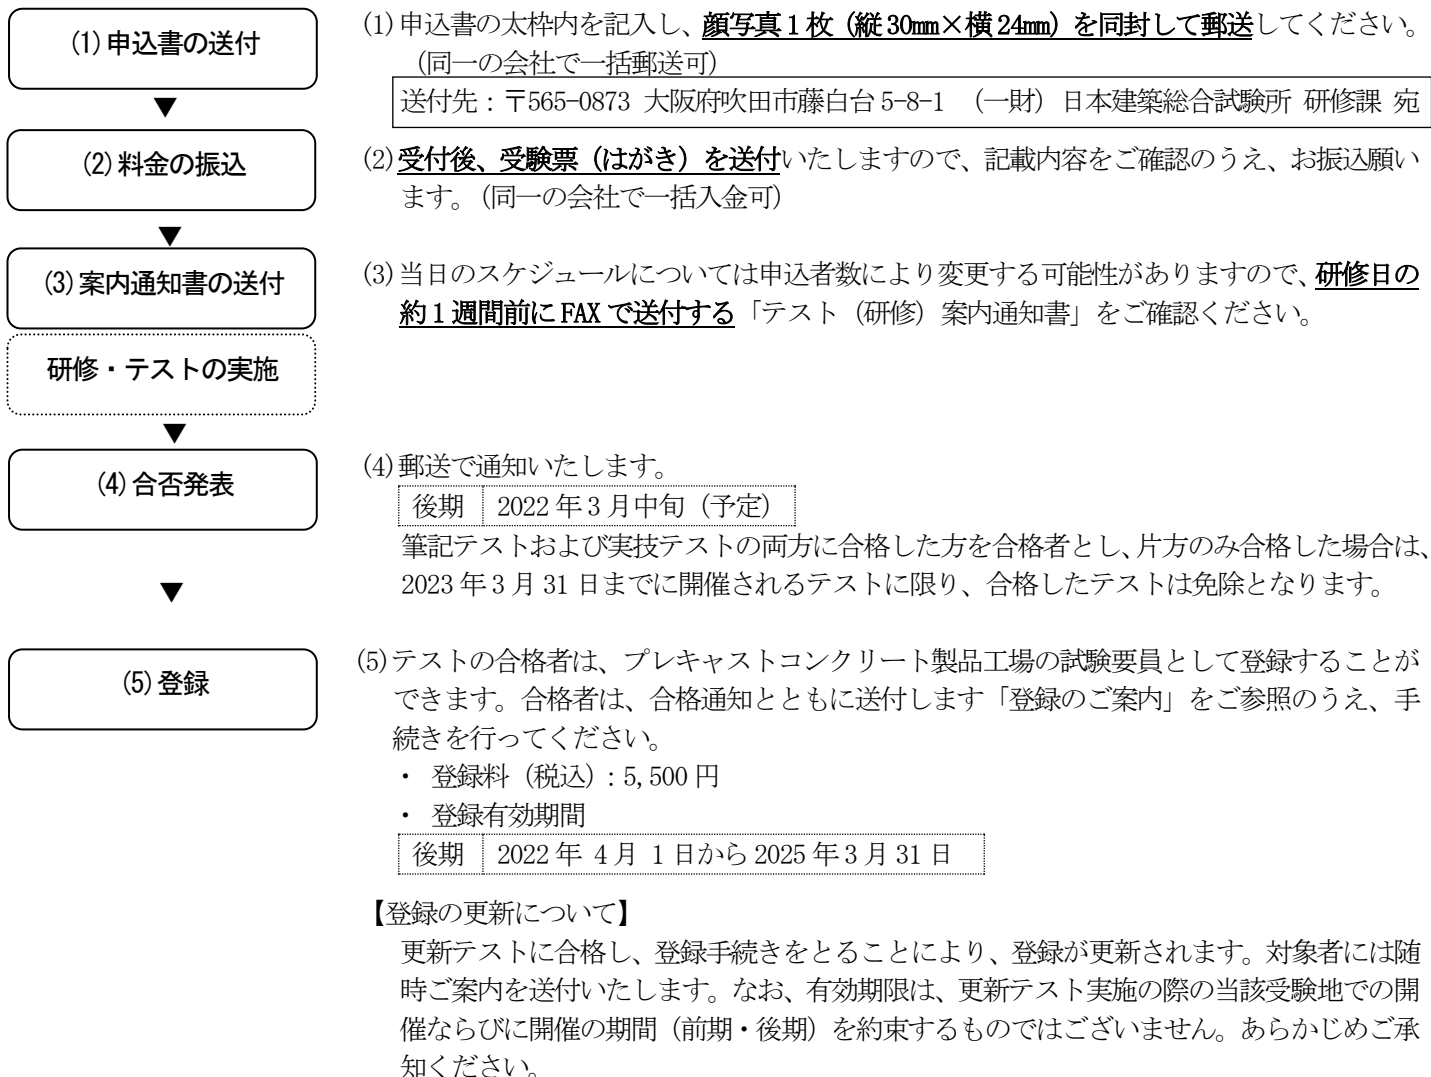 (1)申込書の送付
(1)申込書の太枠内を記入し、顔写真1枚（縦30㎜×横24㎜）を同封して郵送してください。
（同一の会社で一括郵送可）
送付先：〒565-0873 大阪府吹田市藤白台5-8-1 （一財）日本建築総合試験所 研修課 宛
▼
(2)料金の振込
(2)受付後、受験票（はがき）を送付いたしますので、記載内容をご確認のうえ、お振込願い
ます。（同一の会社で一括入金可）
▼
(3)案内通知書の送付
(3)当日のスケジュールについては申込者数により変更する可能性がありますので、研修日の
約1週間前にFAXで送付する「テスト（研修）案内通知書」をご確認ください。
研修・テストの実施
▼
(4)合否発表
(4)郵送で通知いたします。
後期 2022年3月中旬（予定）
筆記テストおよび実技テストの両方に合格した方を合格者とし、片方のみ合格した場合は、
2023年3月31日までに開催されるテストに限り、合格したテストは免除となります。
▼
(5)登録
(5)テストの合格者は、プレキャストコンクリート製品工場の試験要員として登録することが
できます。合格者は、合格通知とともに送付します「登録のご案内」をご参照のうえ、手
続きを行ってください。
・ 登録料（税込）：5,500円
・ 登録有効期間
後期 2022年 4月 1日から2025年3月31日
【登録の更新について】
更新テストに合格し、登録手続きをとることにより、登録が更新されます。対象者には随
時ご案内を送付いたします。なお、有効期限は、更新テスト実施の際の当該受験地での開
催ならびに開催の期間（前期・後期）を約束するものではございません。あらかじめご承
知ください。